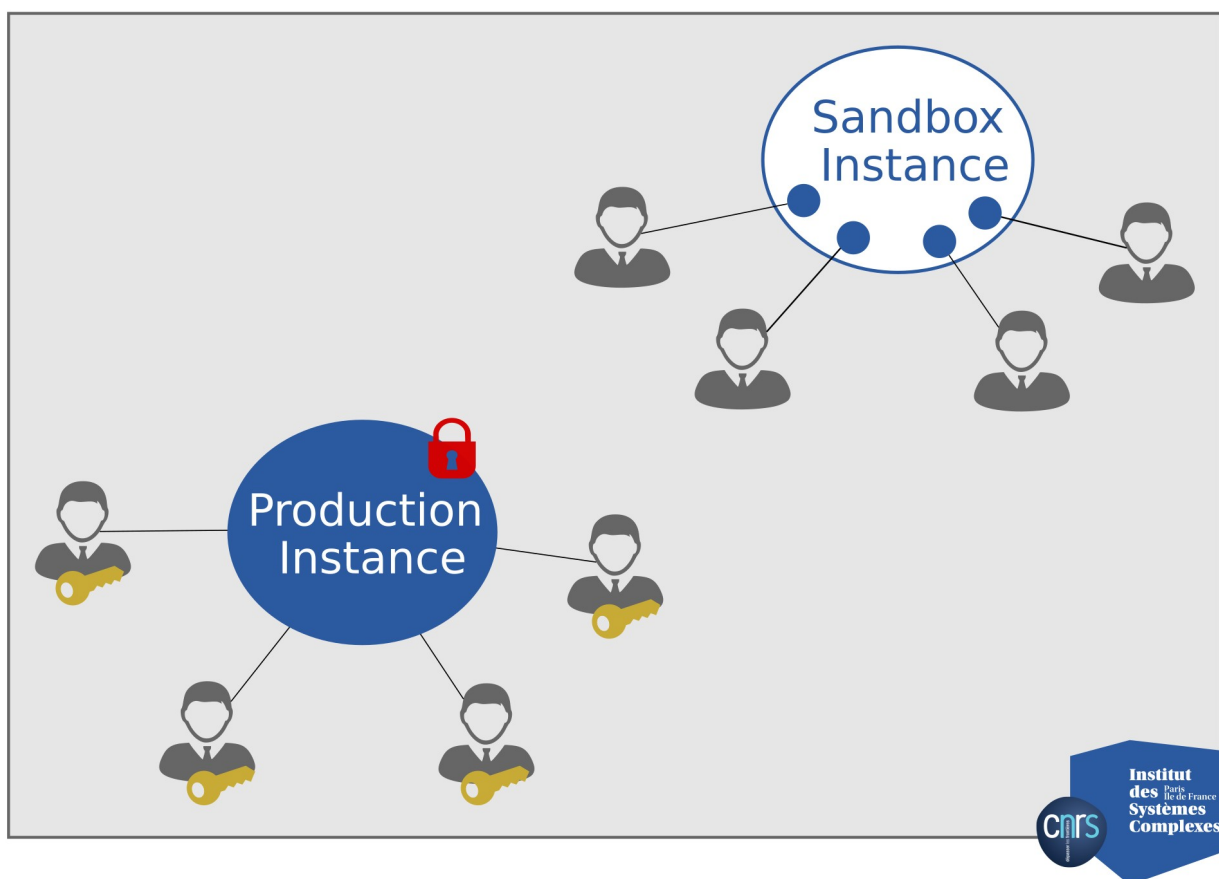 Sandbox
Instance
Production
Instance
Institut
des Paris
Île de France
Systèmes
Complexes
cnrs